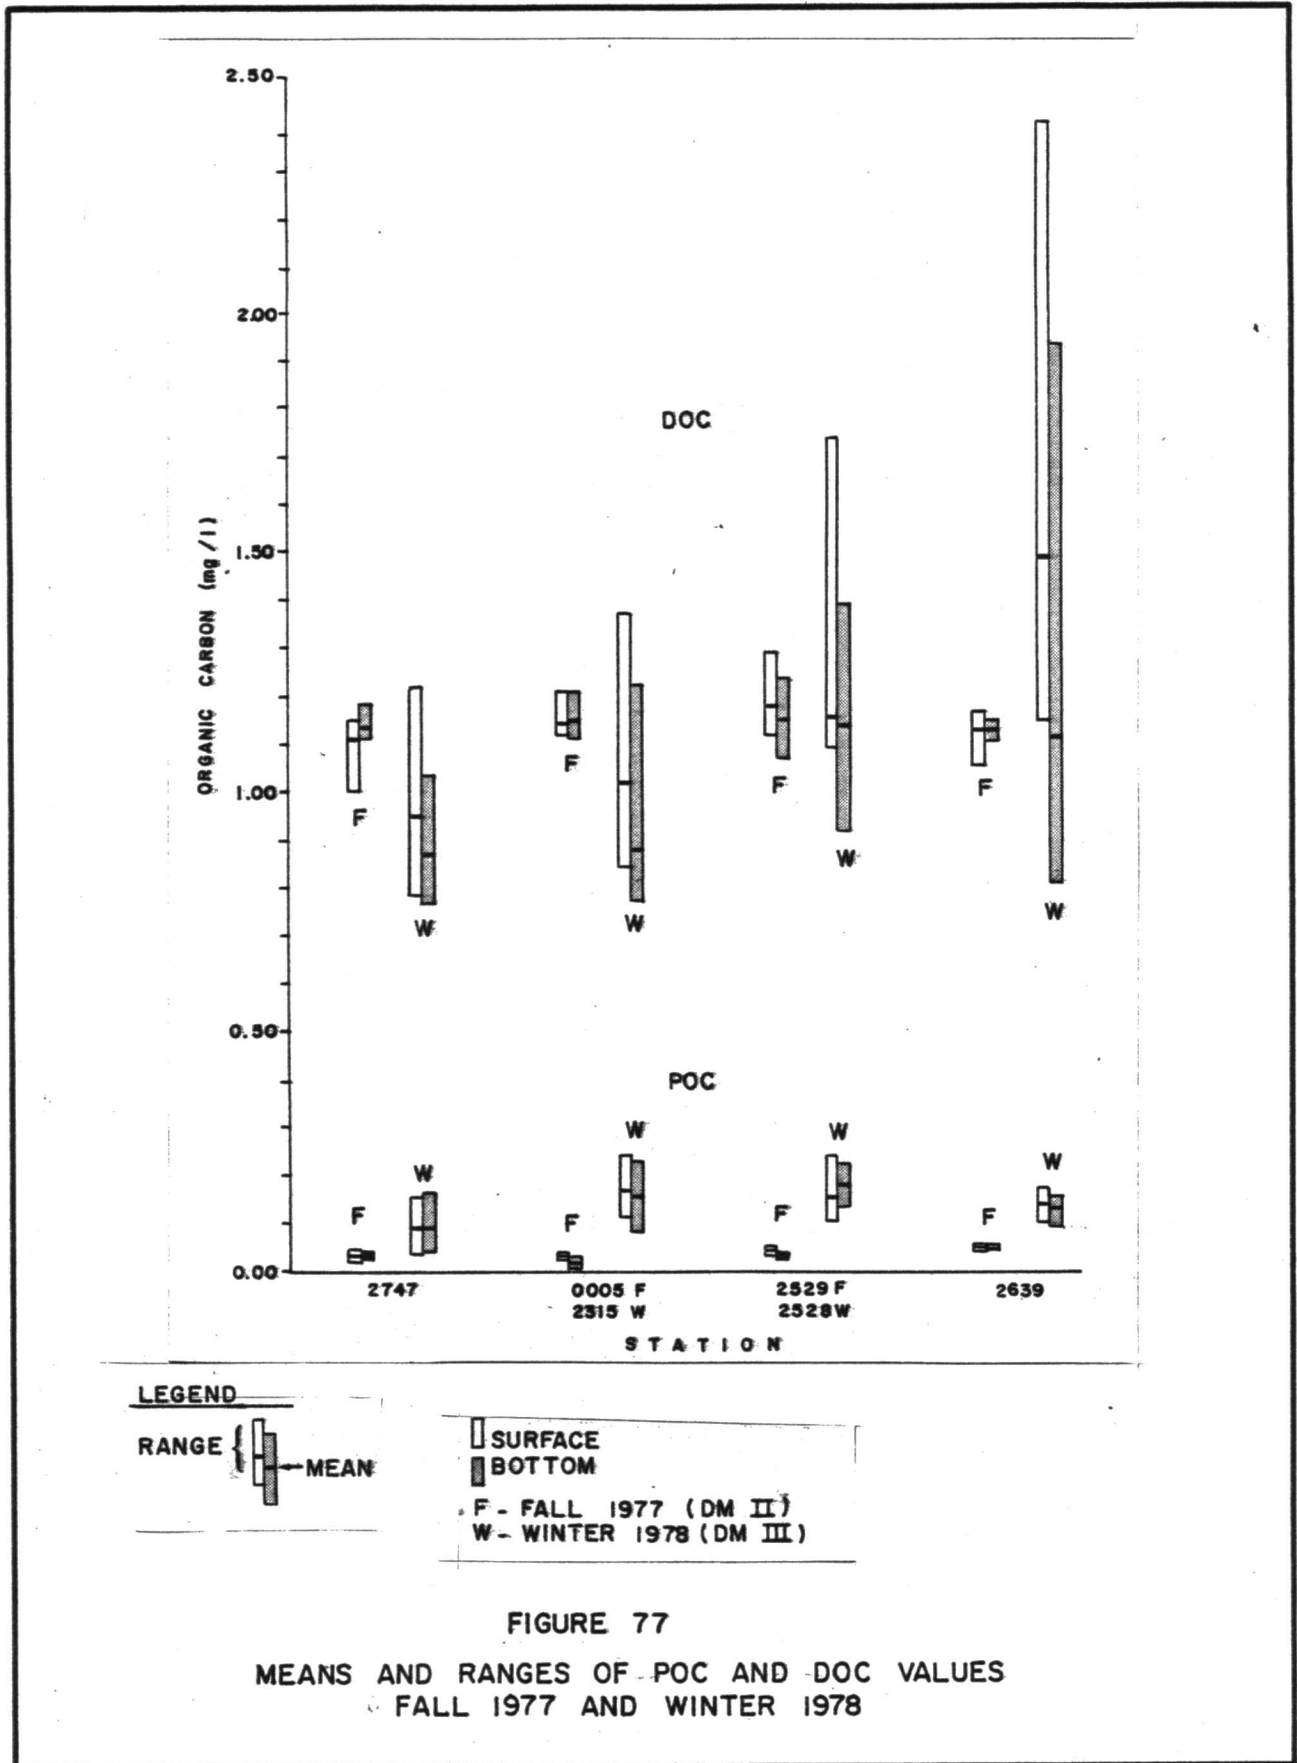 2.50
2.00
DOC
1.50
ORGANIC CARBON (mg/l)
1.00
F
F
F
F
W
W
W
W
0.50
POC
W
W
W
W
F
F
F
F
0.00
2747
0005 F
2315 W
2529 F
2528 W
2639
STATION
LEGEND
RANGE
MEAN
SURFACE
BOTTOM
F - FALL 1977 (DM II)
W - WINTER 1978 (DM III)
FIGURE 77
MEANS AND RANGES OF POC AND DOC VALUES
FALL 1977 AND WINTER 1978